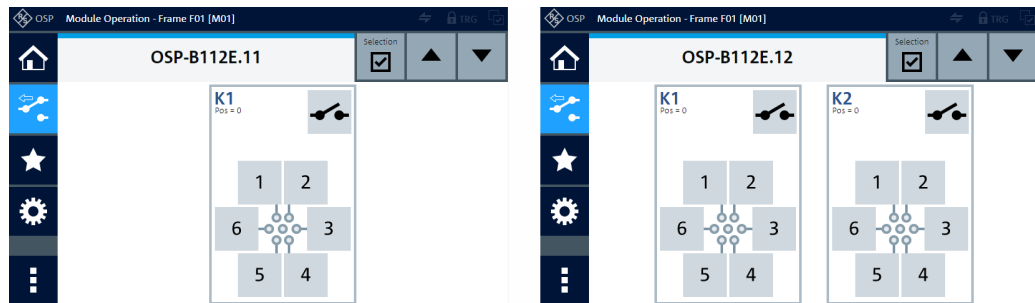 OSP Module Operation - Frame F01 [M01] TRG
OSP-B112E.11
Selection
K1
Pos = 0
1 2
6 3
5 4
OSP Module Operation - Frame F01 [M01] TRG
OSP-B112E.12
Selection
K1
Pos = 0
1 2
6 3
5 4
K2
Pos = 0
1 2
6 3
5 4